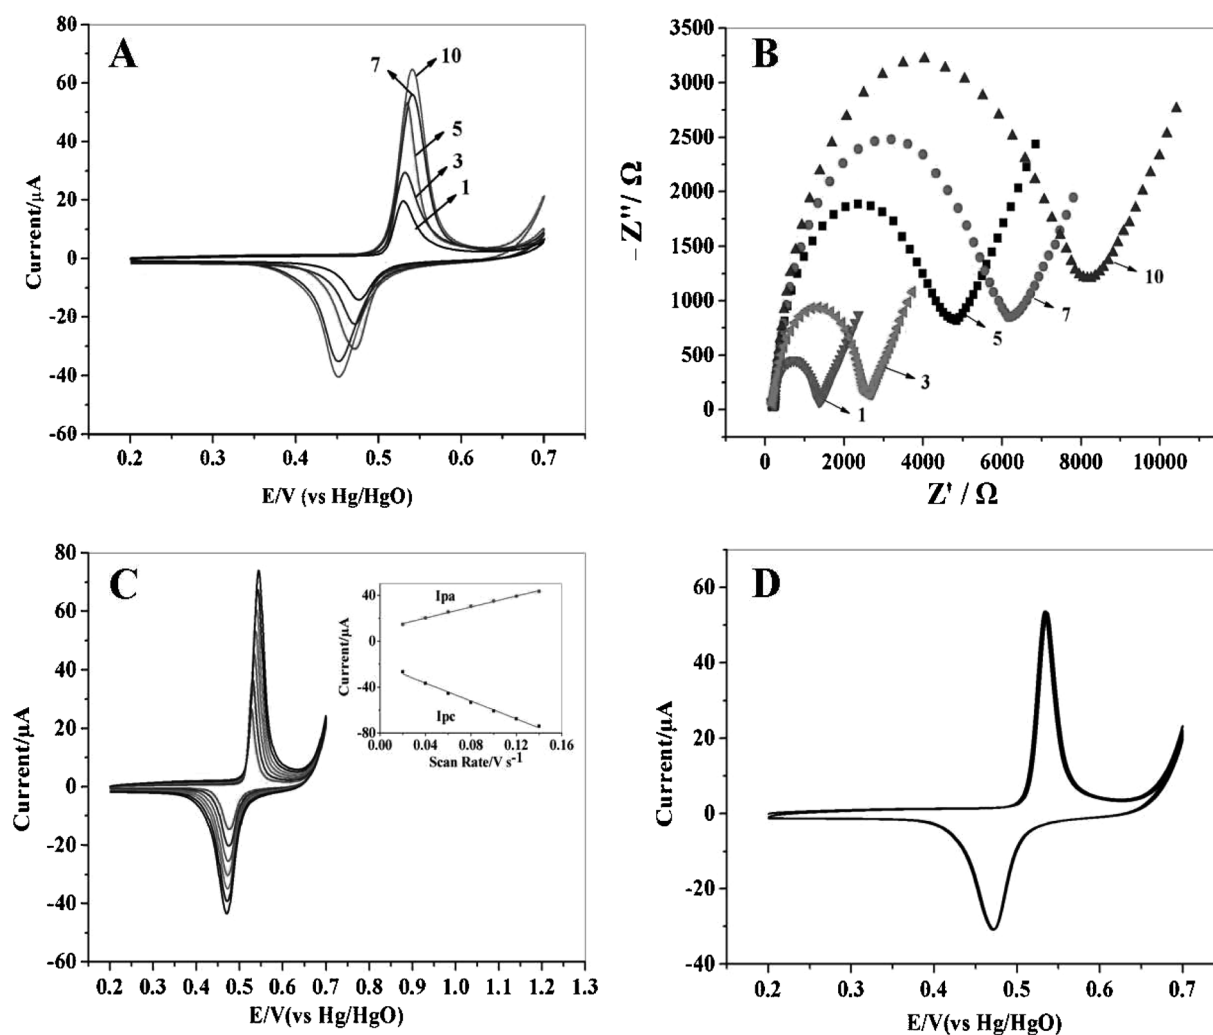 A
80
60
40
20
0
-20
-40
-60
Current/μA
0.2 0.3 0.4 0.5 0.6 0.7
E/V (vs Hg/HgO)
10
7
5
3
1
B
3500
3000
2500
2000
1500
1000
500
0
−Z''/ Ω
0 2000 4000 6000 8000 10000
Z' / Ω
10
7
5
3
1
C
80
60
40
20
0
-20
-40
-60
Current/μA
0.2 0.3 0.4 0.5 0.6 0.7 0.8 0.9 1.0 1.1 1.2 1.3
E/V(vs Hg/HgO)
40
0
-40
-80
Current/μA
Ipa
Ipc
0.00 0.04 0.08 0.12 0.16
Scan Rate/V s-1
D
60
40
20
0
-20
-40
Current/μA
0.2 0.3 0.4 0.5 0.6 0.7
E/V(vs Hg/HgO)